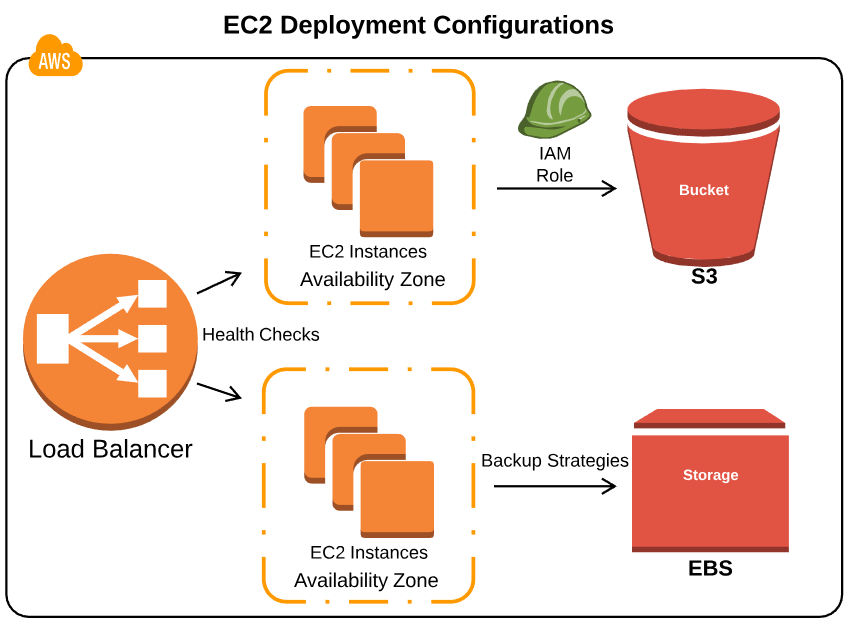 EC2 Deployment Configurations
AWS
IAM
Role
Bucket
S3
EC2 Instances
Availability Zone
Health Checks
Load Balancer
Backup Strategies
Storage
EBS
EC2 Instances
Availability Zone